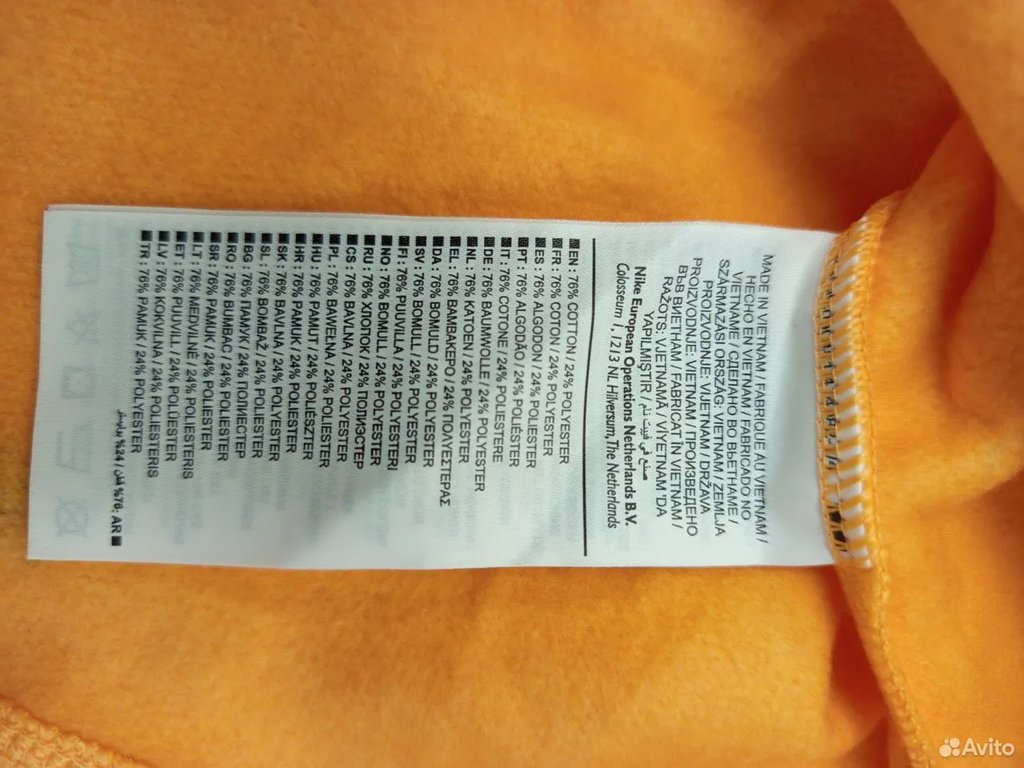 MADE IN VIETNAM / FABRIQUE AU VIETNAM /
HECHO EN VIETNAM / FABRICADO NO
VIETNAME / СДЕЛАНО ВО ВЬЕТНАМЕ /
SZÁRMAZÁSI ORSZÁG: VIETNAM / ZEMLJA
PROIZVODNJE: VIJETNAM / DRŽAVA
PROIZVODNJE: VIETNAM / ПРОИЗВЕДЕНО
ВЪВ ВИЕТНАМ / FABRICAT ÎN VIETNAM /
RAŽOTS: VJETNAMĀ / VİYETNAM 'DA
YAPILMIŞTIR / صنع في فييت نام
Nike European Operations Netherlands B.V.
Colosseum 1, 1213 NL Hilversum, The Netherlands
EN : 76% COTTON / 24% POLYESTER
FR : 76% COTON / 24% POLYESTER
ES : 76% ALGODON / 24% POLIÉSTER
PT : 76% ALGODÃO / 24% POLIÉSTER
IT : 76% COTONE / 24% POLIESTERE
DE : 76% BAUMWOLLE / 24% POLYESTER
NL : 76% KATOEN / 24% POLYESTER
EL : 76% ΒΑΜΒΑΚΕΡΟ / 24% ΠΟΛΥΕΣΤΕΡΑΣ
DA : 76% BOMULD / 24% POLYESTER
SV : 76% BOMULL / 24% POLYESTER
FI : 76% PUUVILLA / 24% POLYESTERI
NO : 76% BOMULL / 24% POLYESTER
RU : 76% ХЛОПОК / 24% ПОЛИЭСТЕР
CS : 76% BAVLNA / 24% POLYESTER
PL : 76% BAWEŁNA / 24% POLIESTER
HU : 76% PAMUT / 24% POLIÉSZTER
HR : 76% PAMUK / 24% POLIESTER
SK : 76% BAVLNA / 24% POLYESTER
SL : 76% BOMBAŽ / 24% POLIESTER
BG : 76% ПАМУК / 24% ПОЛИЕСТЕР
RO : 76% BUMBAC / 24% POLIESTER
SR : 76% PAMUK / 24% POLIESTER
LT : 76% MEDVILNĖ / 24% POLIESTERIS
ET : 76% PUUVILL / 24% POLÜESTER
LV : 76% KOKVILNA / 24% POLIESTERIS
TR : 76% PAMUK / 24% POLYESTER
AR :%76 قطن / %24 بوليستر
Avito